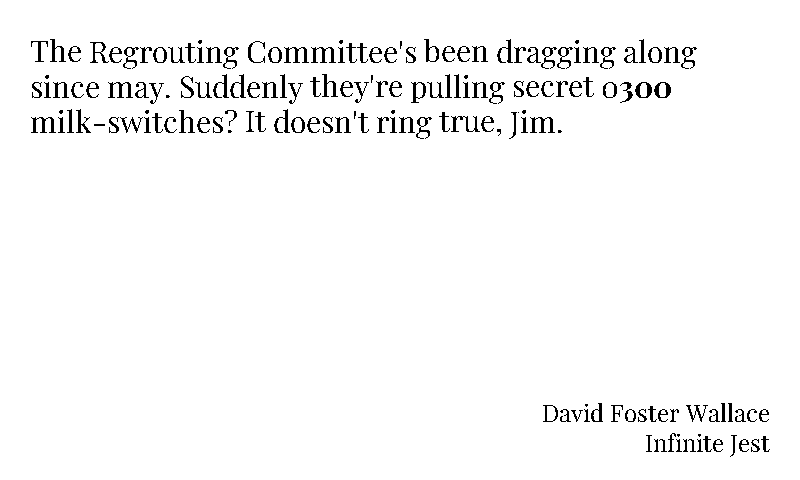 The Regrouting Committee's been dragging along
since may. Suddenly they're pulling secret 0300
milk-switches? It doesn't ring true, Jim.
David Foster Wallace
Infinite Jest